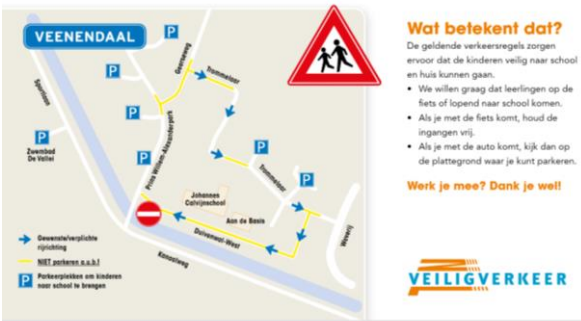 VEENENDAAL
P
P
P
P
P
P
P
P
Geerseweg
Trommelaar
Sportlaan
Zwembad
De Vallei
Prins Willem-Alexanderpark
Trommelaar
Johannes
Calvijnschool
Aan de Basis
Duivenwal-West
Weverij
Kanaalweg
Gewenste/verplichte
rijrichting
NIET parkeren a.u.b.!
P Parkeerplekken om kinderen
naar school te brengen
Wat betekent dat?
De geldende verkeersregels zorgen
ervoor dat de kinderen veilig naar school
en huis kunnen gaan.
• We willen graag dat leerlingen op de
fiets of lopend naar school komen.
• Als je met de fiets komt, houd de
ingangen vrij.
• Als je met de auto komt, kijk dan op
de plattegrond waar je kunt parkeren.
Werk je mee? Dank je wel!
VEILIGVERKEER